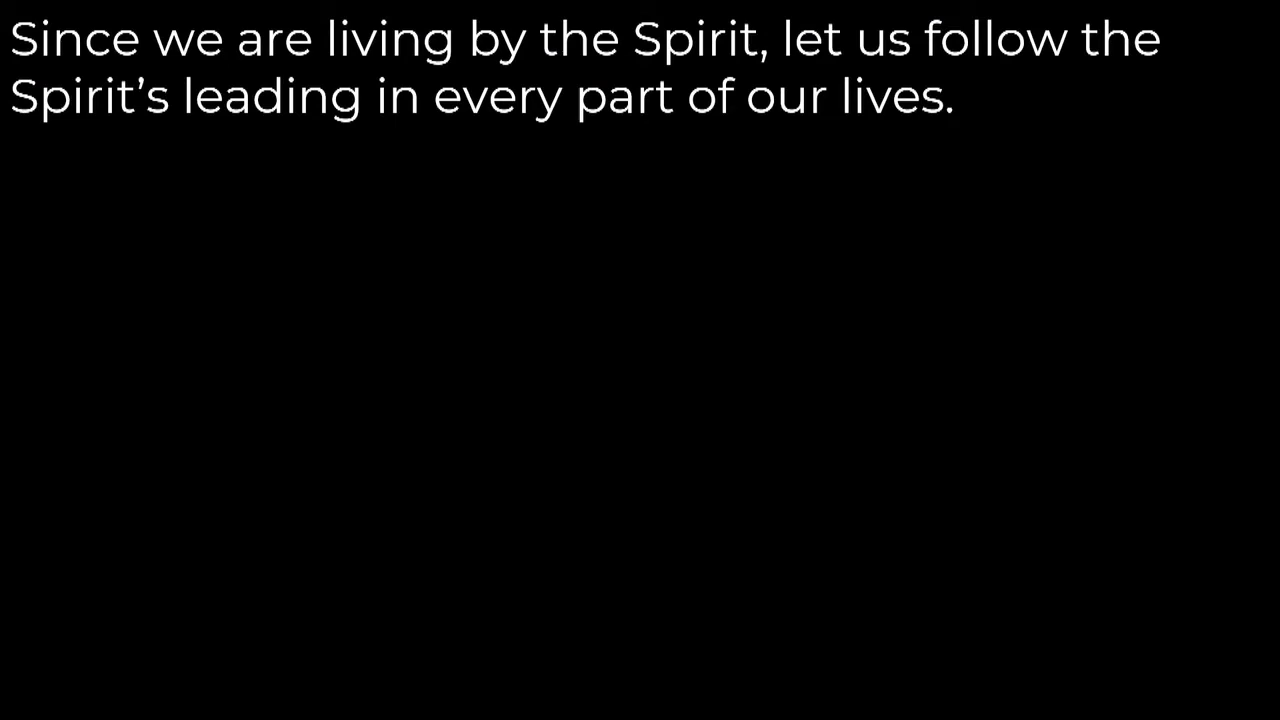 Since we are living by the Spirit, let us follow the
Spirit’s leading in every part of our lives.